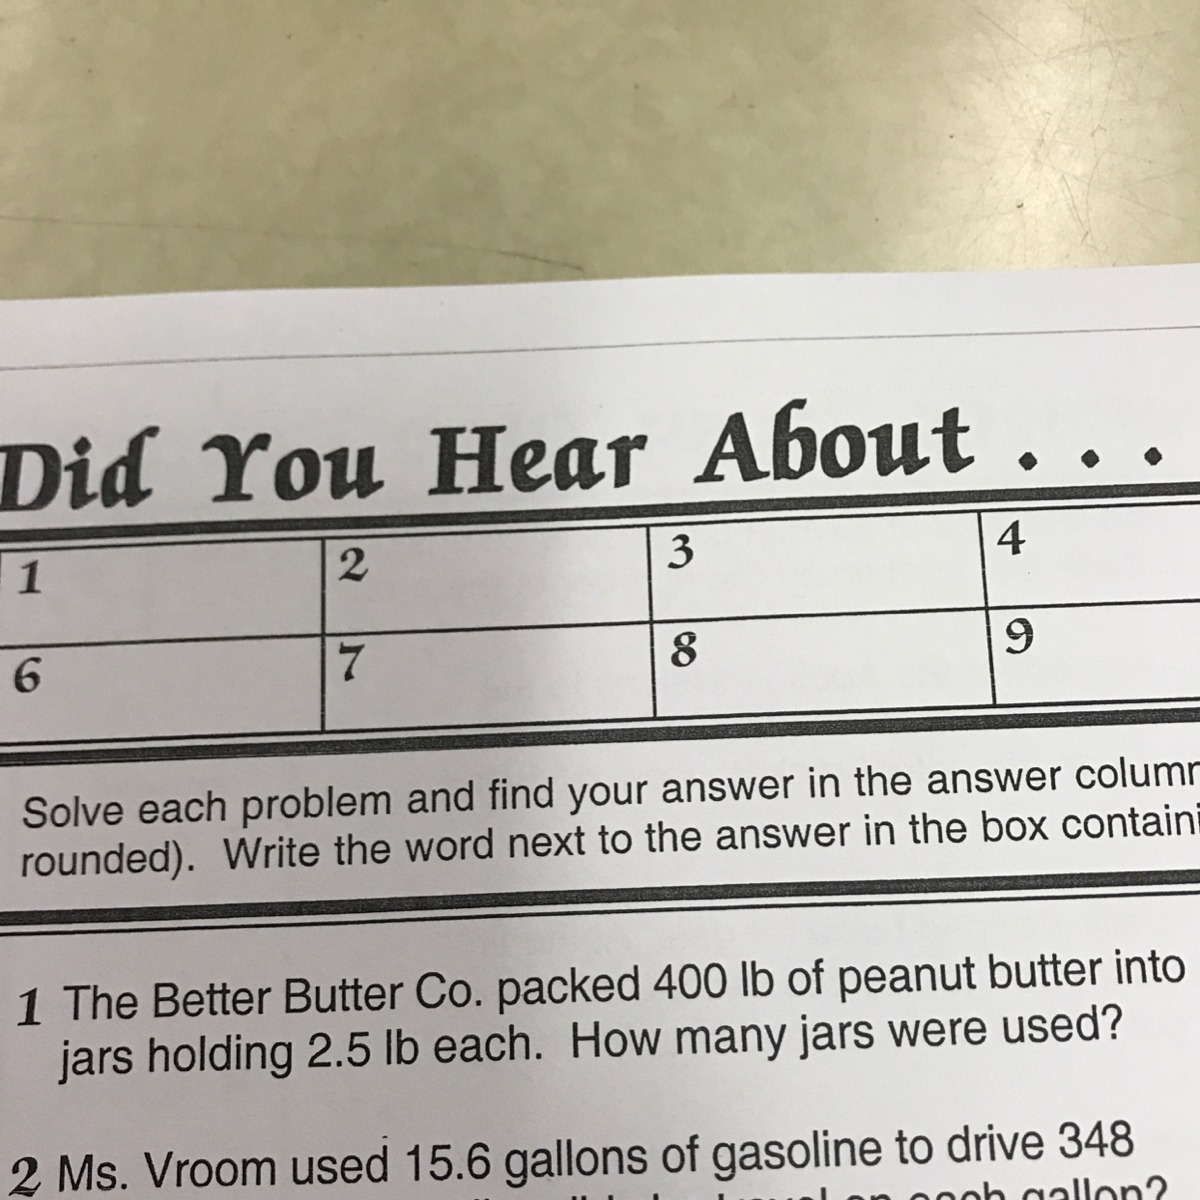 Did You Hear About . . .
1 2 3 4
6 7 8 9
Solve each problem and find your answer in the answer column
rounded). Write the word next to the answer in the box containi
1 The Better Butter Co. packed 400 lb of peanut butter into
jars holding 2.5 lb each. How many jars were used?
2 Ms. Vroom used 15.6 gallons of gasoline to drive 348
on each gallon?